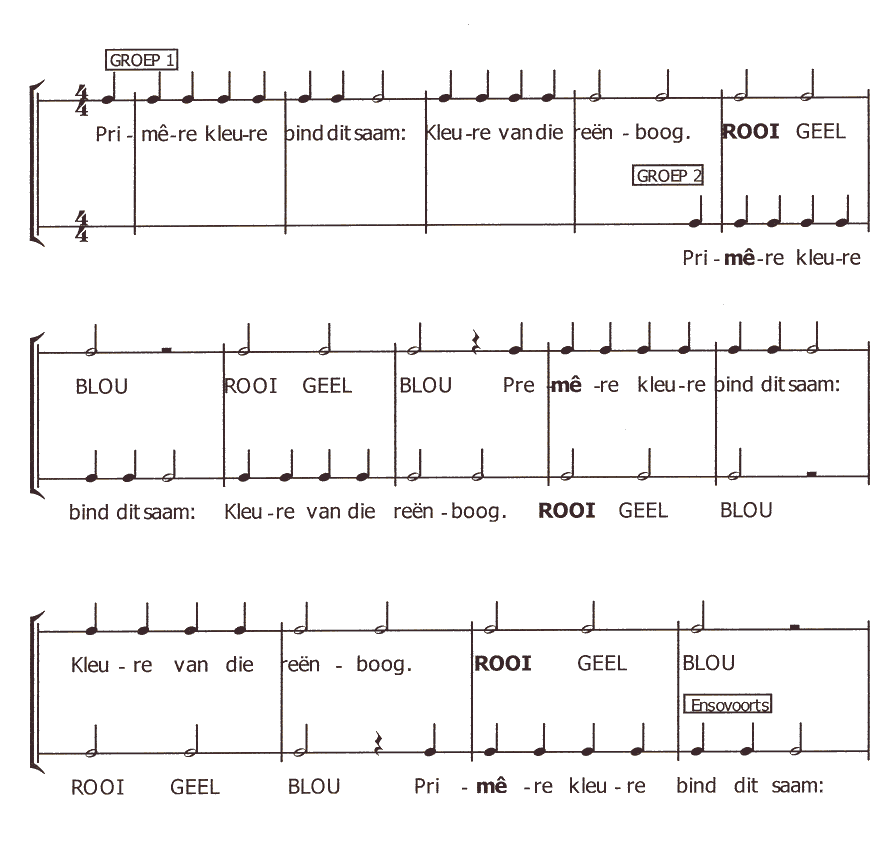 GROEP 1
4/4
Pri - mê-re kleu-re bind dit saam: Kleu-re van die reën - boog. ROOI GEEL
GROEP 2
4/4
Pri - mê-re kleu-re
BLOU ROOI GEEL BLOU Pre - mê -re kleu-re bind dit saam:
bind dit saam: Kleu -re van die reën - boog. ROOI GEEL BLOU
Kleu - re van die reën - boog. ROOI GEEL BLOU
Ensovoorts
ROOI GEEL BLOU Pri - mê -re kleu - re bind dit saam: